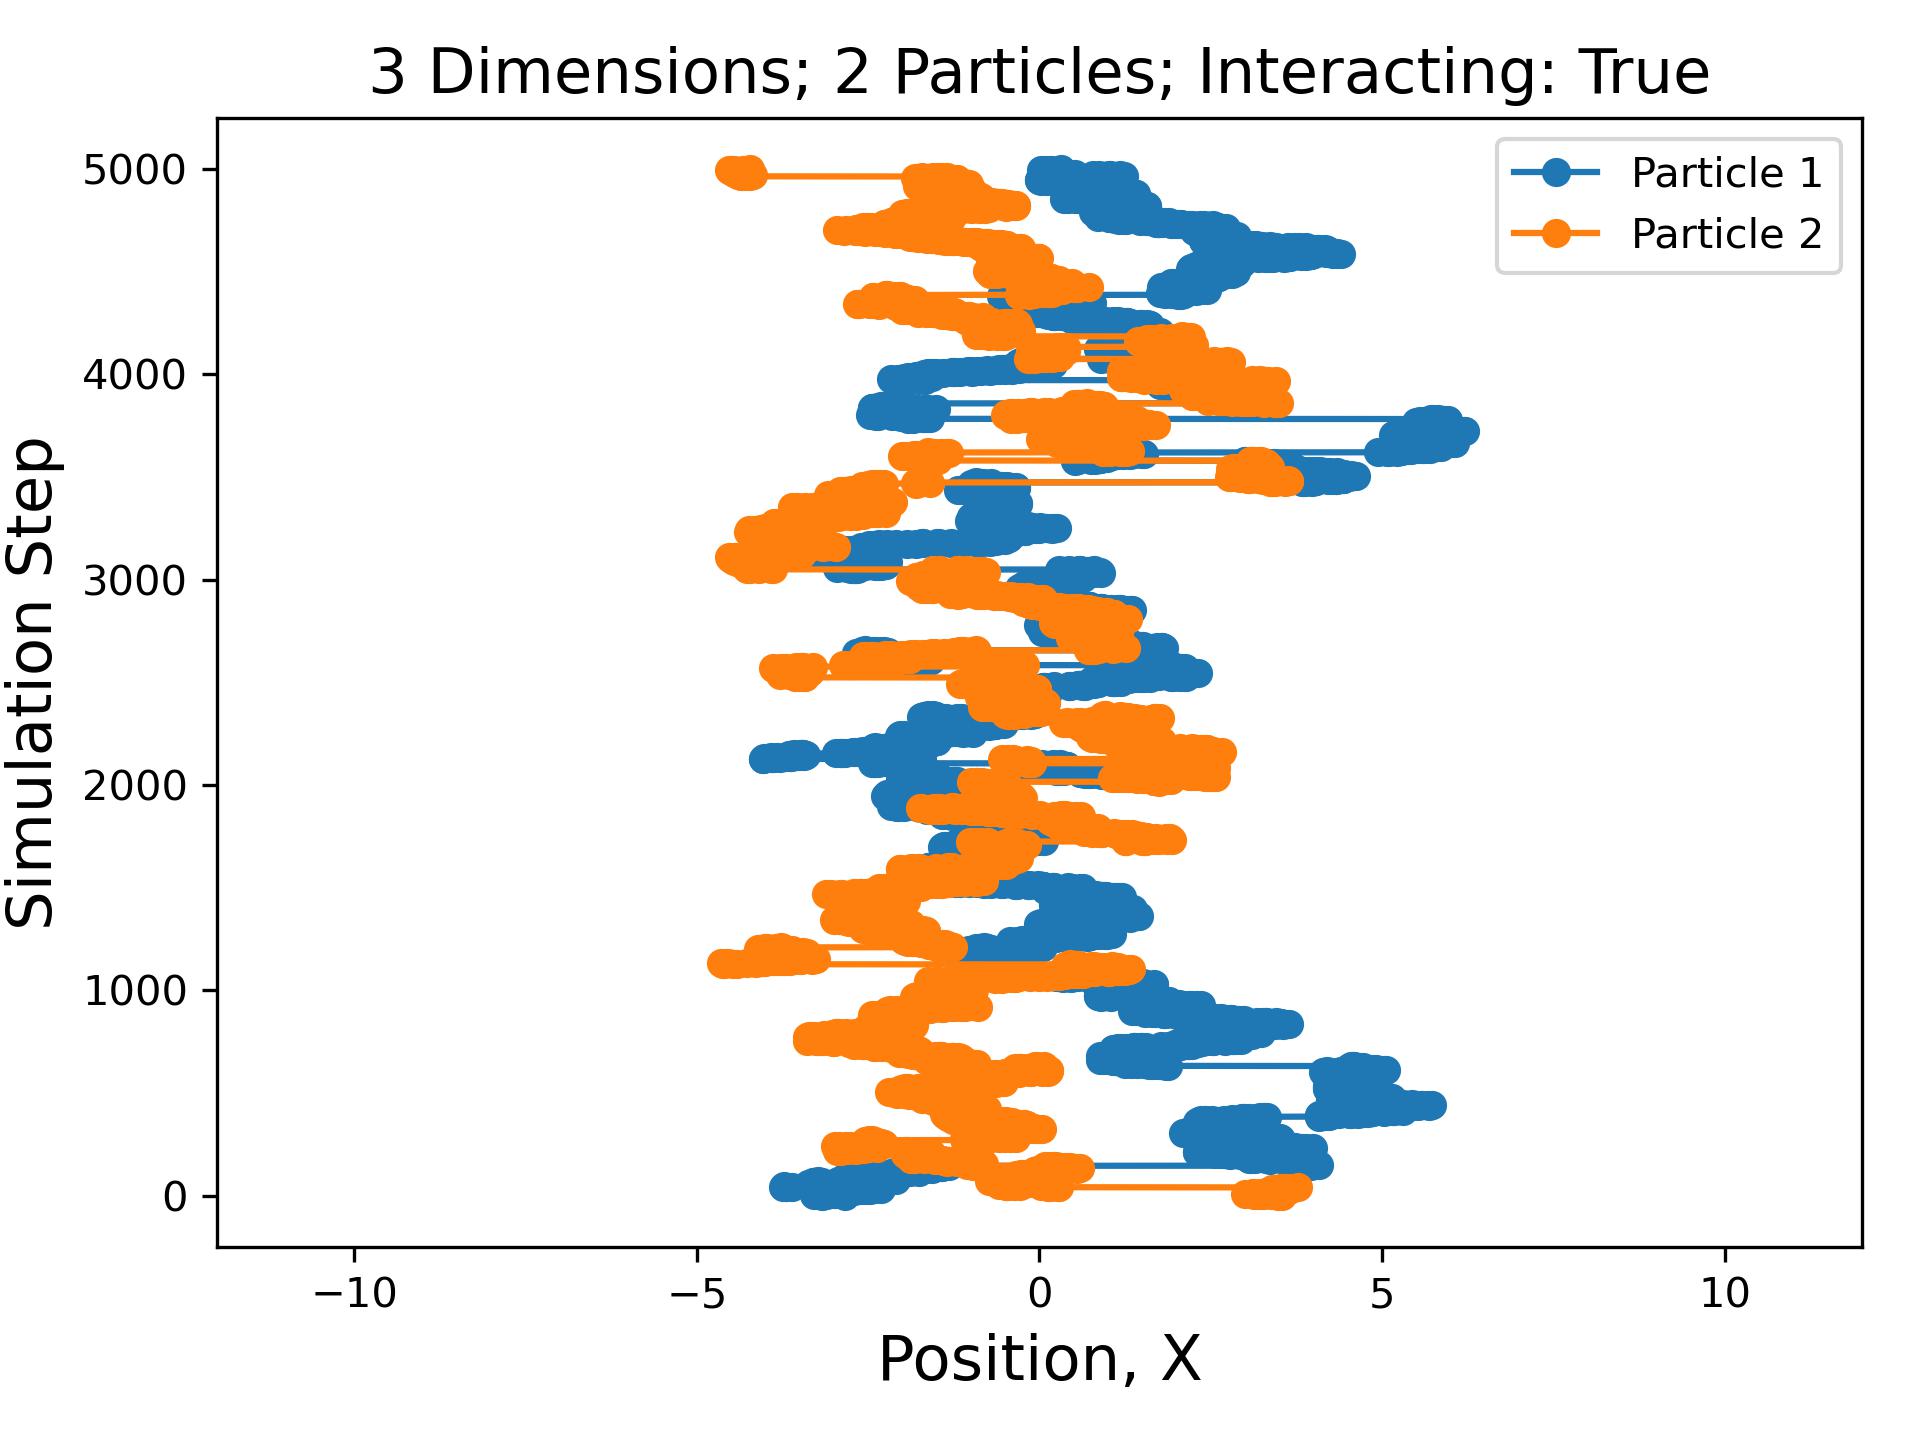 3 Dimensions; 2 Particles; Interacting: True
Particle 1
Particle 2
5000
4000
3000
2000
1000
0
Simulation Step
−10 −5 0 5 10
Position, X